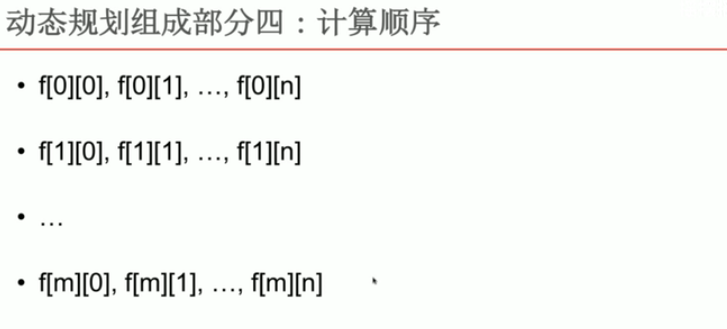 动态规划组成部分四：计算顺序
• f[0][0], f[0][1], …, f[0][n]
• f[1][0], f[1][1], …, f[1][n]
• …
• f[m][0], f[m][1], …, f[m][n]